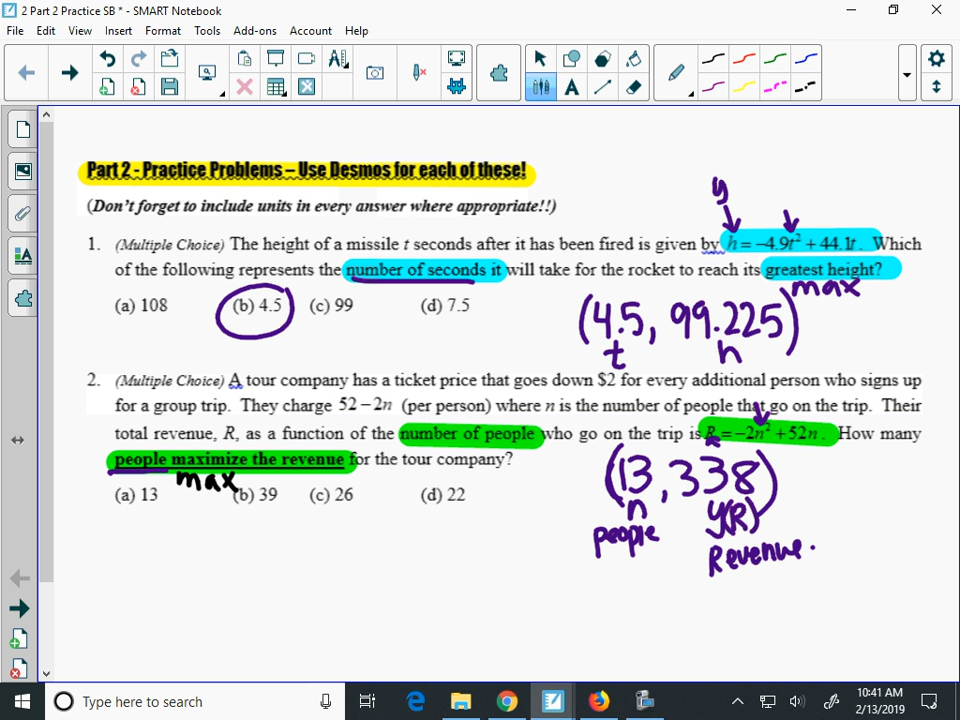 2 Part 2 Practice SB * - SMART Notebook
File Edit View Insert Format Tools Add-ons Account Help
Part 2 - Practice Problems – Use Desmos for each of these!
(Don't forget to include units in every answer where appropriate!!)
y
1. (Multiple Choice) The height of a missile t seconds after it has been fired is given by h = −4.9t² + 44.1t. Which
of the following represents the number of seconds it will take for the rocket to reach its greatest height?
max
(a) 108 (b) 4.5 (c) 99 (d) 7.5
(4.5, 99.225)
t h
2. (Multiple Choice) A tour company has a ticket price that goes down $2 for every additional person who signs up
for a group trip. They charge 52 − 2n (per person) where n is the number of people that go on the trip. Their
total revenue, R, as a function of the number of people who go on the trip is R = −2n² + 52n. How many
people maximize the revenue for the tour company?
max
(a) 13 (b) 39 (c) 26 (d) 22
(13, 338)
n y(R)
people Revenue.
Type here to search
10:41 AM
2/13/2019